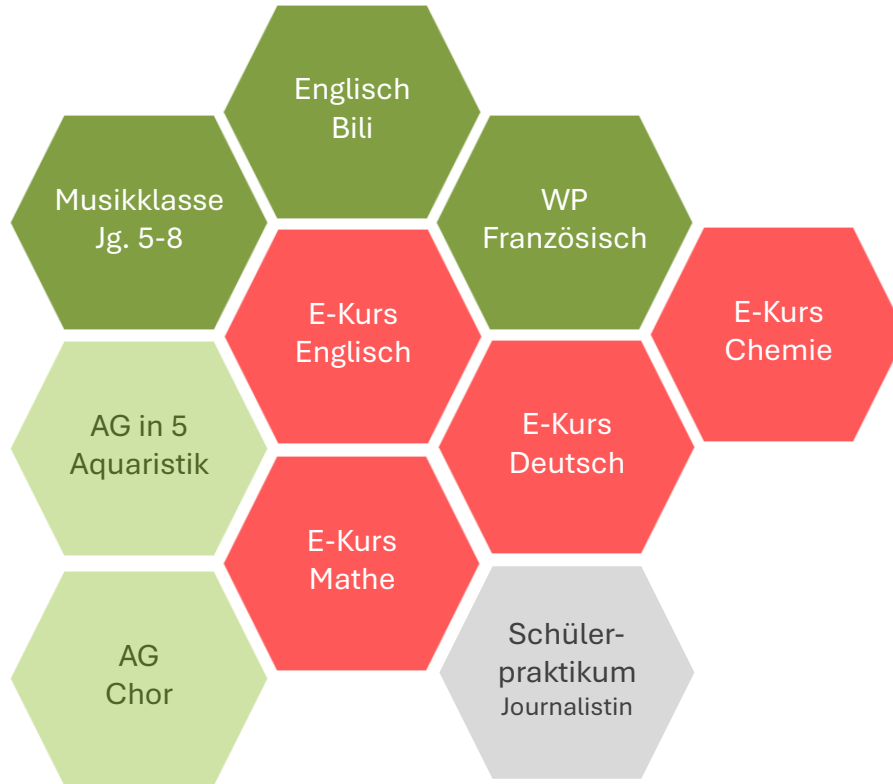 Englisch
Bili
Musikklasse
Jg. 5-8
WP
Französisch
E-Kurs
Englisch
E-Kurs
Chemie
AG in 5
Aquaristik
E-Kurs
Deutsch
E-Kurs
Mathe
AG
Chor
Schüler-
praktikum
Journalistin